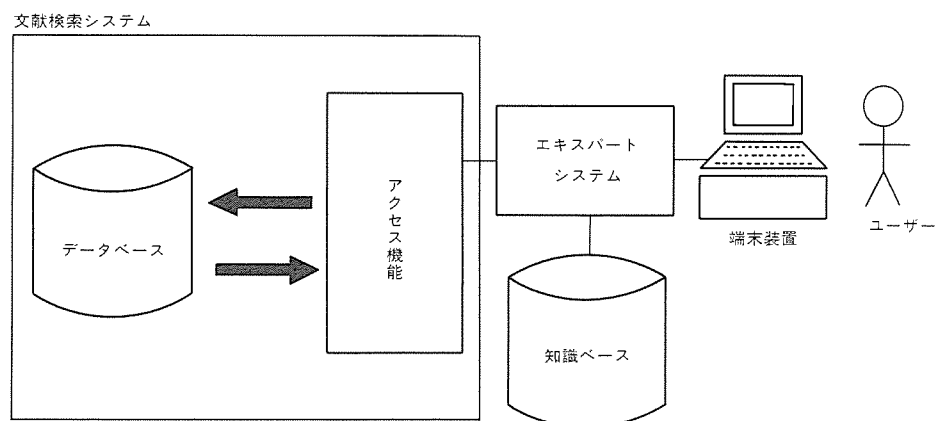 文献検索システム
データベース
アクセス機能
エキスパート
システム
知識ベース
端末装置
ユーザー